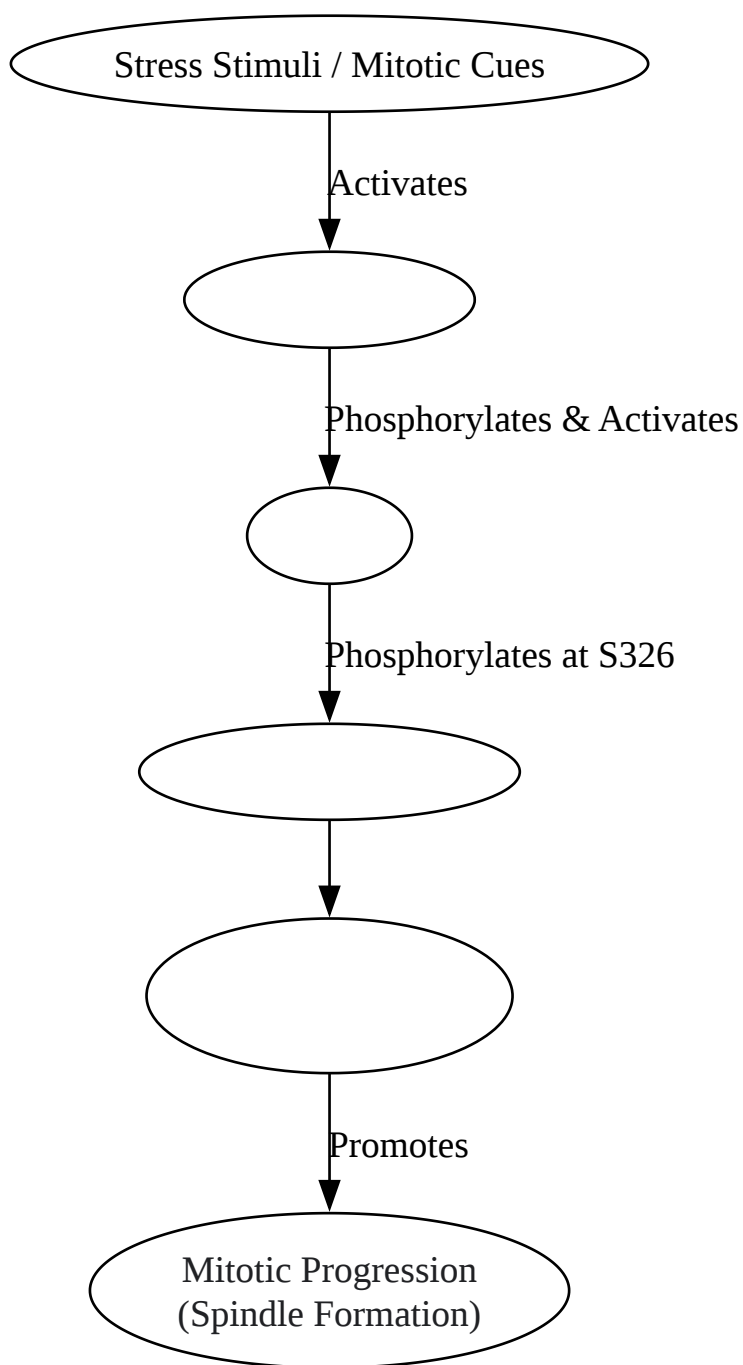 Stress Stimuli / Mitotic Cues
Activates
Phosphorylates & Activates
Phosphorylates at S326
Promotes
Mitotic Progression
(Spindle Formation)